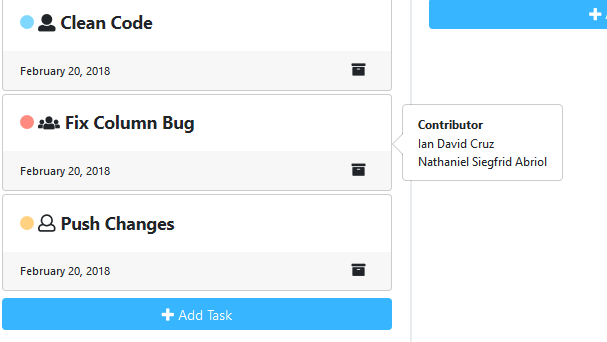 Clean Code
February 20, 2018
Fix Column Bug
February 20, 2018
Contributor
Ian David Cruz
Nathaniel Siegfrid Abriol
Push Changes
February 20, 2018
Add Task